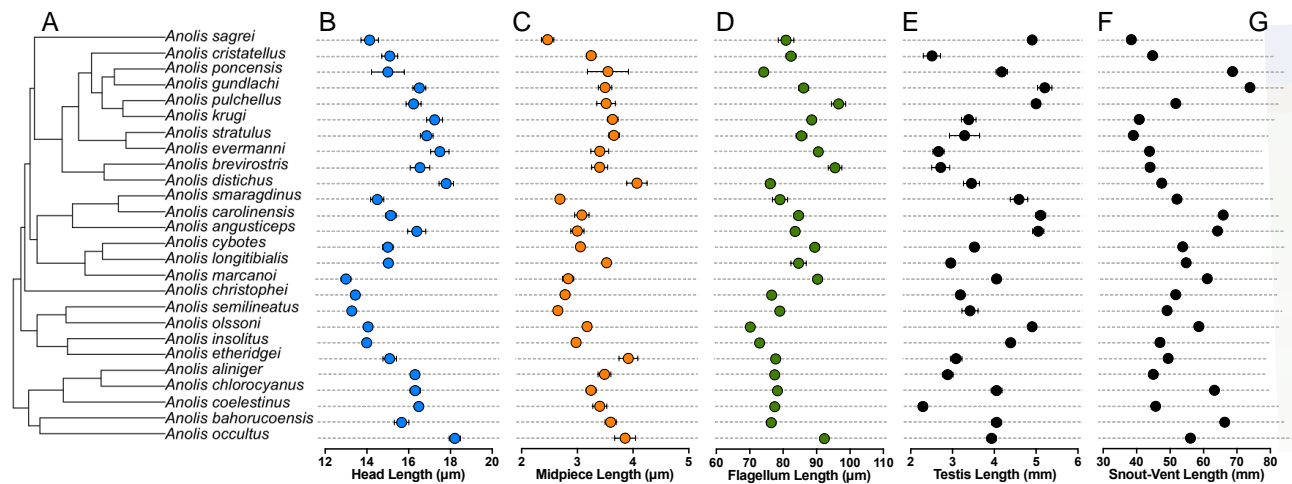 A B C D E F G
Anolis sagrei
Anolis cristatellus
Anolis poncensis
Anolis gundlachi
Anolis pulchellus
Anolis krugi
Anolis stratulus
Anolis evermanni
Anolis brevirostris
Anolis distichus
Anolis smaragdinus
Anolis carolinensis
Anolis angusticeps
Anolis cybotes
Anolis longitibialis
Anolis marcanoi
Anolis christophei
Anolis semilineatus
Anolis olssoni
Anolis insolitus
Anolis etheridgei
Anolis aliniger
Anolis chlorocyanus
Anolis coelestinus
Anolis bahorucoensis
Anolis occultus
12 14 16 18 20 2 3 4 5 60 70 80 90 100 110 2 3 4 5 6 30 40 50 60 70 80
Head Length (µm) Midpiece Length (µm) Flagellum Length (µm) Testis Length (mm) Snout-Vent Length (mm)